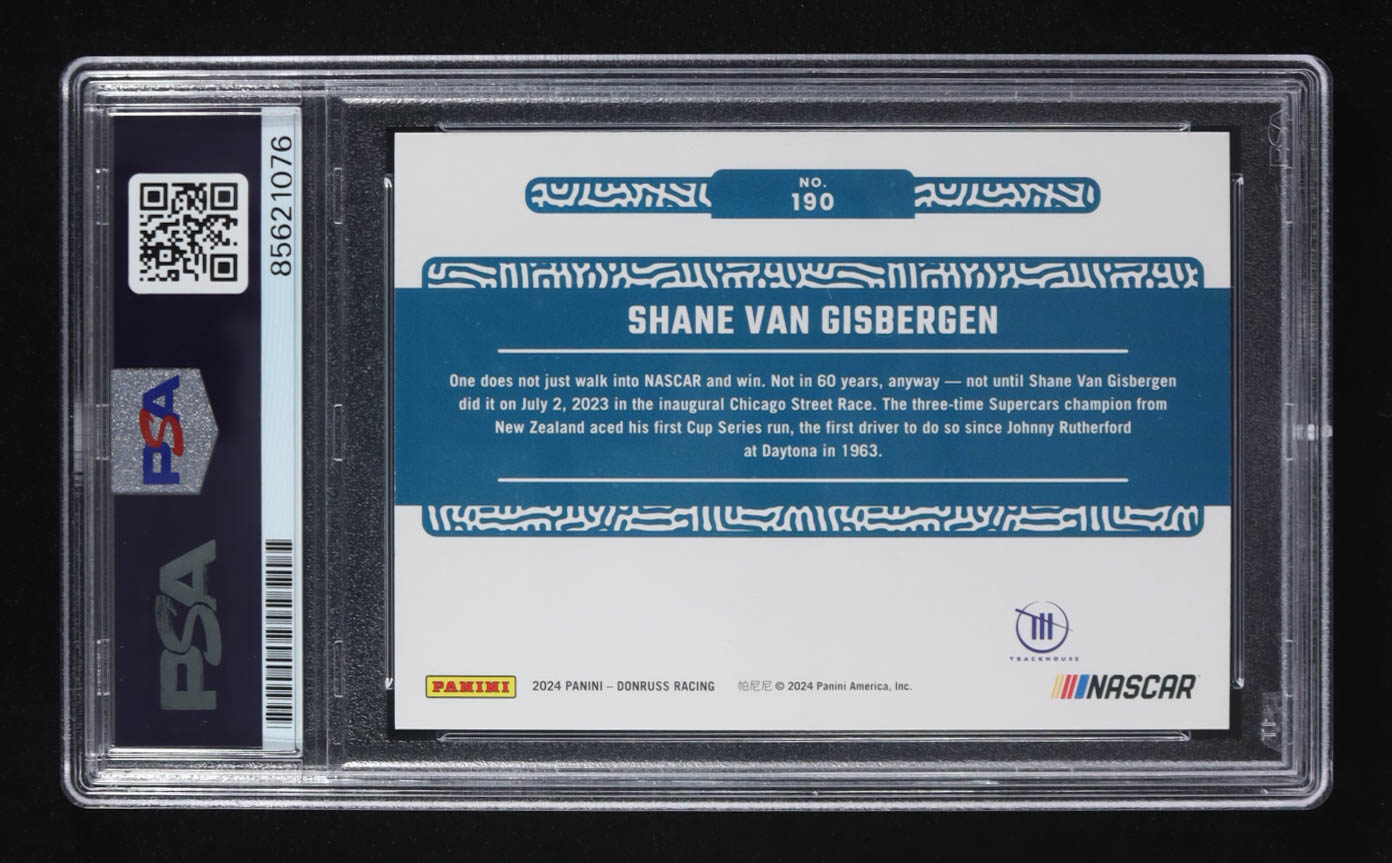 85621076
PSA
PSA
NO.
190
SHANE VAN GISBERGEN
One does not just walk into NASCAR and win. Not in 60 years, anyway — not until Shane Van Gisbergen
did it on July 2, 2023 in the inaugural Chicago Street Race. The three-time Supercars champion from
New Zealand aced his first Cup Series run, the first driver to do so since Johnny Rutherford
at Daytona in 1963.
TRACKHOUSE
PANINI
2024 PANINI – DONRUSS RACING
帕尼尼 © 2024 Panini America, Inc.
NASCAR